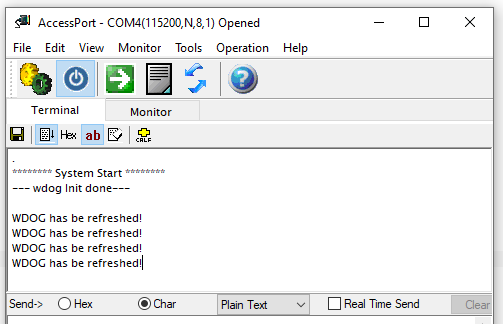 AccessPort - COM4(115200,N,8,1) Opened
File Edit View Monitor Tools Operation Help
Terminal Monitor
Hex ab CRLF
.
******** System Start ********
--- wdog Init done---
WDOG has be refreshed!
WDOG has be refreshed!
WDOG has be refreshed!
WDOG has be refreshed!
Send-> Hex Char Plain Text Real Time Send Clear